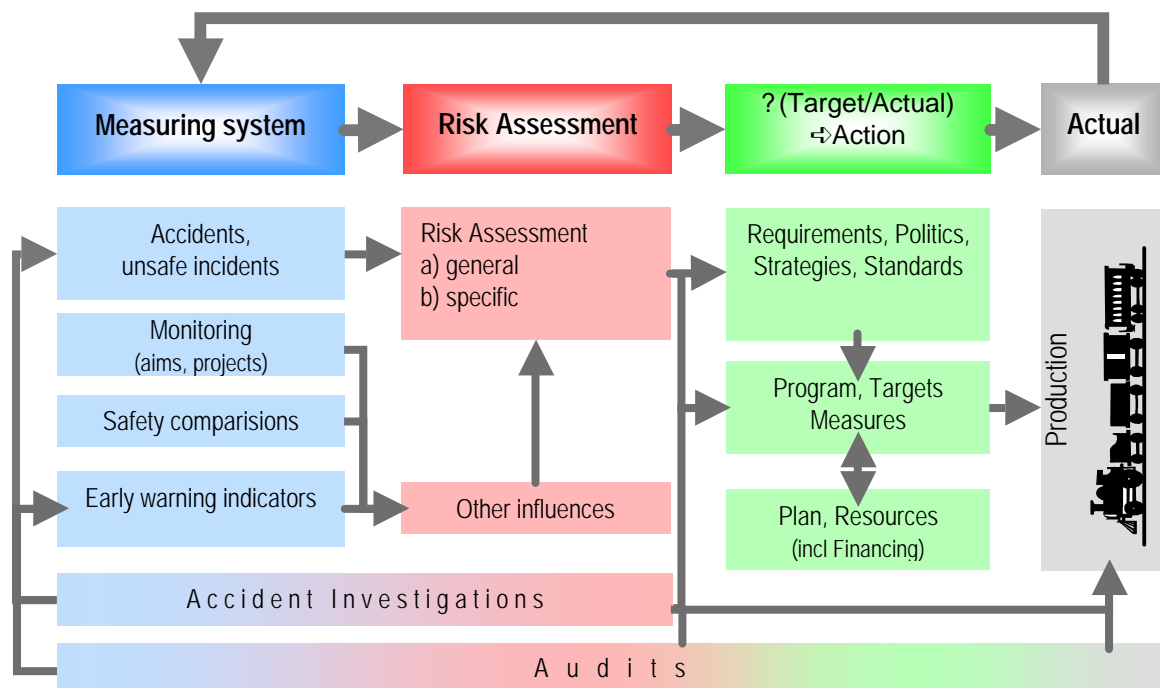 Measuring system
Risk Assessment
? (Target/Actual)
➪Action
Actual
Accidents,
unsafe incidents
Risk Assessment
a) general
b) specific
Requirements, Politics,
Strategies, Standards
Monitoring
(aims, projects)
Safety comparisions
Early warning indicators
Other influences
Program, Targets
Measures
Plan, Resources
(incl Financing)
Production
Accident Investigations
Audits